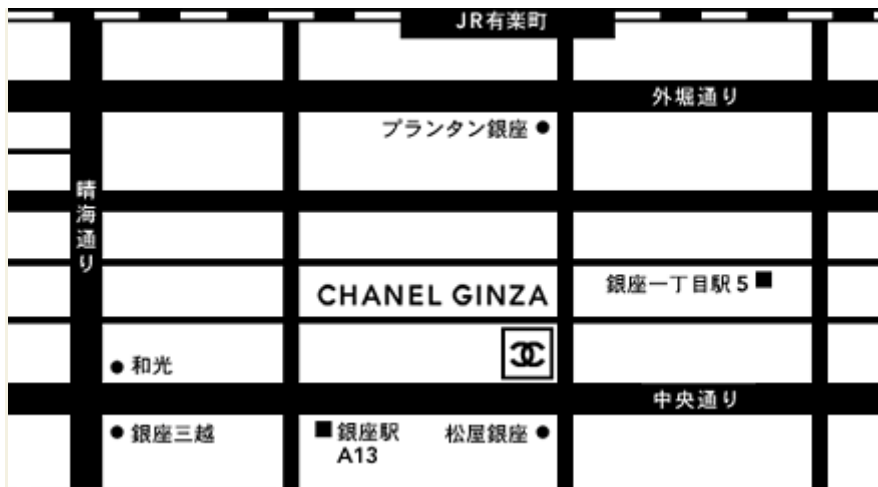 JR有楽町
外堀通り
プランタン銀座
晴海通り
銀座一丁目駅 5
CHANEL GINZA
和光
中央通り
銀座三越
銀座駅
A13
松屋銀座